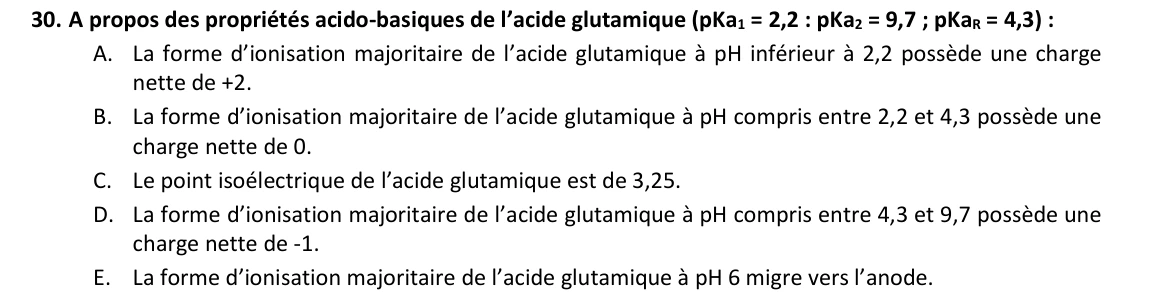 30. A propos des propriétés acido-basiques de l'acide glutamique (pKa₁ = 2,2 : pKa₂ = 9,7 ; pKaR = 4,3) :
A. La forme d'ionisation majoritaire de l'acide glutamique à pH inférieur à 2,2 possède une charge
nette de +2.
B. La forme d'ionisation majoritaire de l'acide glutamique à pH compris entre 2,2 et 4,3 possède une
charge nette de 0.
C. Le point isoélectrique de l'acide glutamique est de 3,25.
D. La forme d'ionisation majoritaire de l'acide glutamique à pH compris entre 4,3 et 9,7 possède une
charge nette de -1.
E. La forme d'ionisation majoritaire de l'acide glutamique à pH 6 migre vers l'anode.